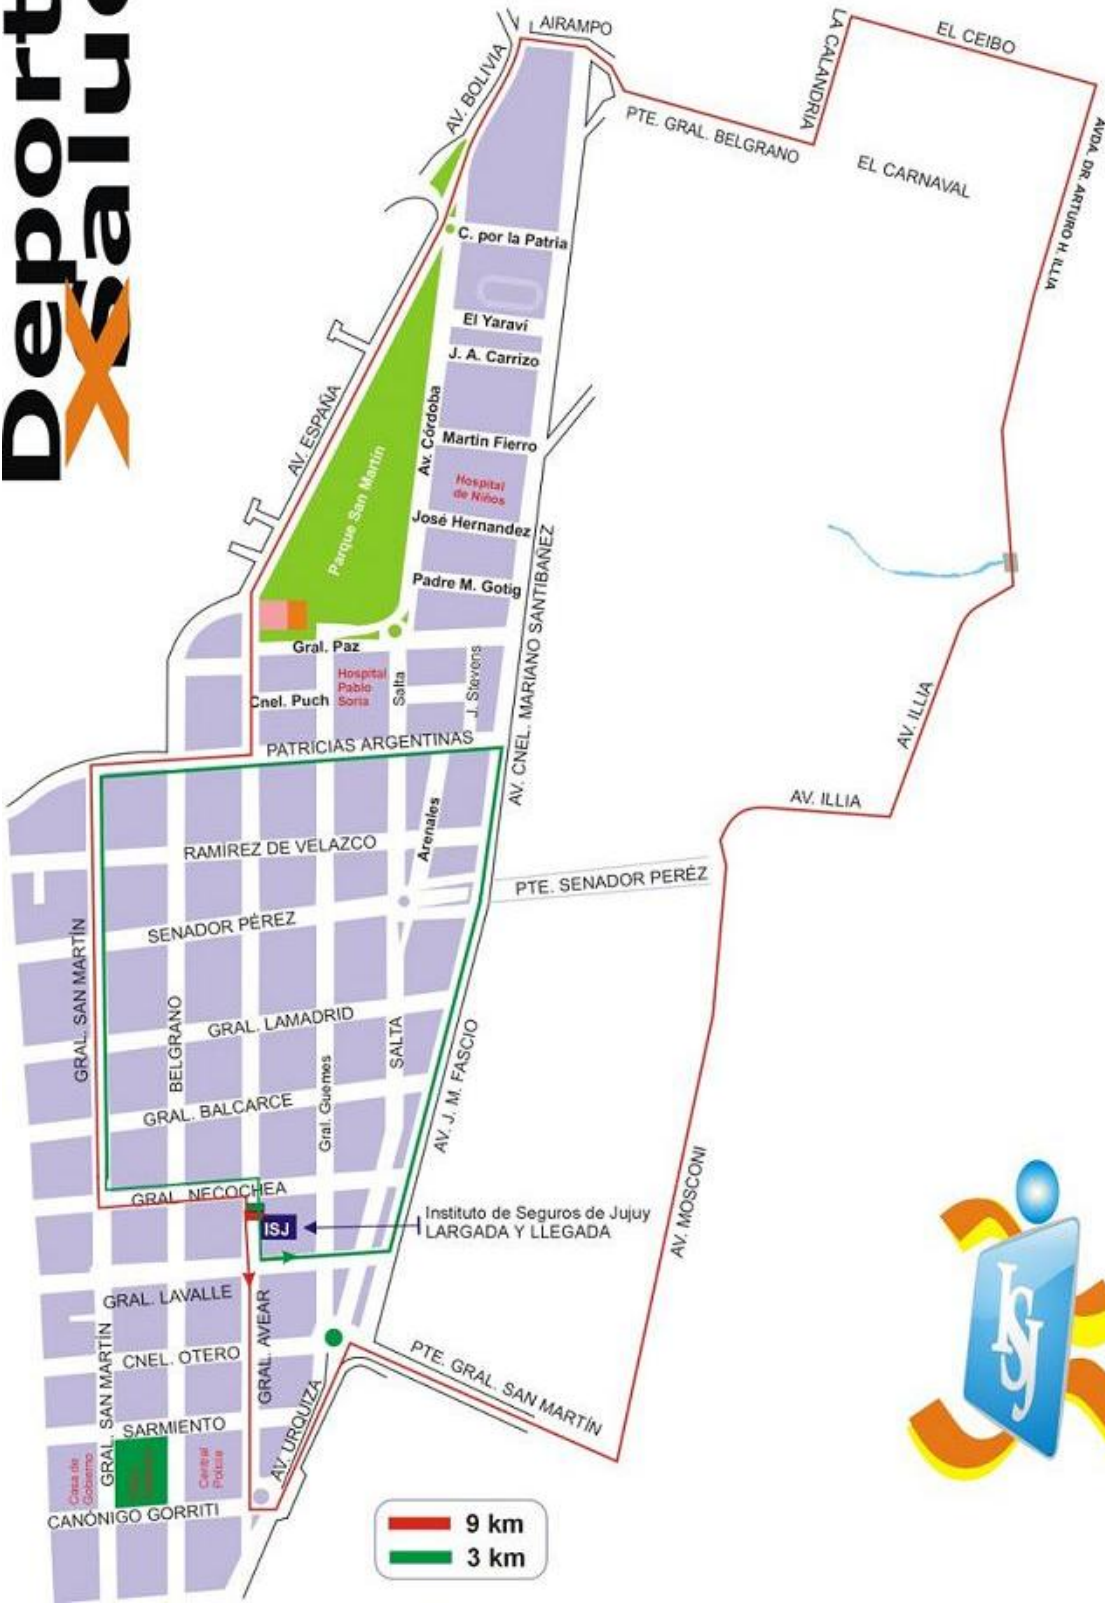 Deport
X Salud
AIRAMPO
LA CALANDRIA
EL CEIBO
AV. BOLIVIA
PTE. GRAL. BELGRANO
EL CARNAVAL
AVDA. DR. ARTURO H. ILLIA
C. por la Patria
El Yaraví
J. A. Carrizo
AV. ESPAÑA
Av. Córdoba
Martin Fierro
Parque San Martín
Hospital
de Niños
José Hernandez
Padre M. Gotig
AV. CNEL. MARIANO SANTIBAÑEZ
Gral. Paz
Hospital
Pablo
Soria
Salta
J. Stevens
Cnel. Puch
PATRICIAS ARGENTINAS
AV. ILLIA
AV. ILLIA
Arenales
RAMIREZ DE VELAZCO
PTE. SENADOR PERÉZ
SENADOR PÉREZ
GRAL. SAN MARTÍN
BELGRANO
GRAL. LAMADRID
SALTA
Gral. Guemes
AV. J. M. FASCIO
GRAL. BALCARCE
AV. MOSCONI
GRAL. NECOCHEA
ISJ
Instituto de Seguros de Jujuy
LARGADA Y LLEGADA
GRAL. LAVALLE
GRAL. AVEAR
GRAL. SAN MARTÍN
CNEL. OTERO
PTE. GRAL. SAN MARTÍN
AV. URQUIZA
SARMIENTO
Casa de
Gobierno
Central
Policia
CANÓNIGO GORRITI
9 km
3 km
ISJ